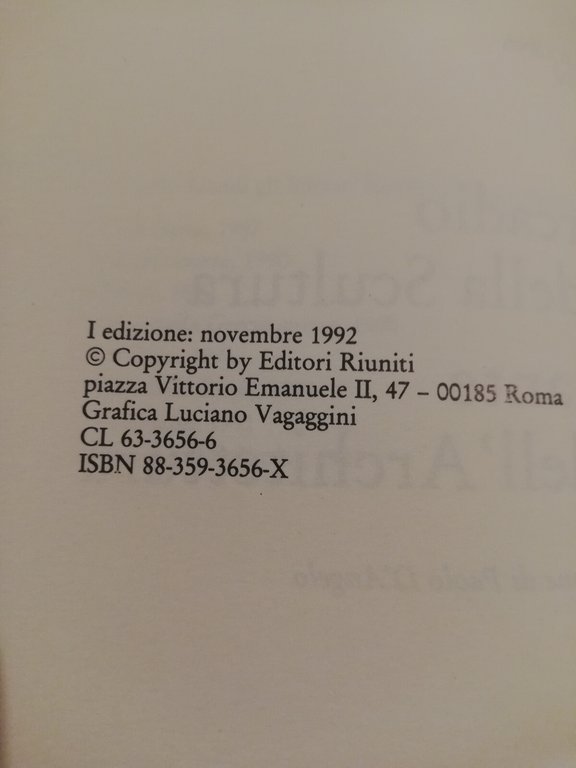 I edizione: novembre 1992
© Copyright by Editori Riuniti
piazza Vittorio Emanuele II, 47 – 00185 Roma
Grafica Luciano Vagaggini
CL 63-3656-6
ISBN 88-359-3656-X